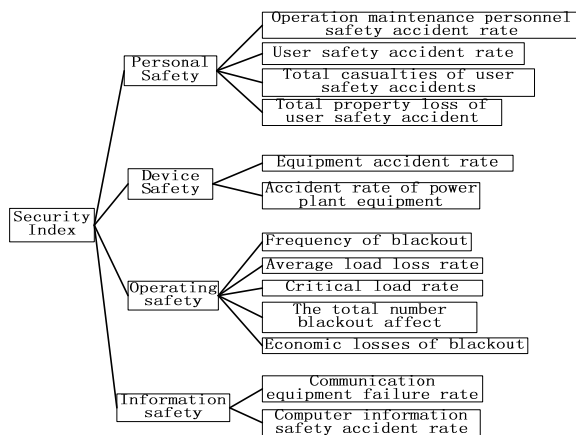 Operation maintenance personnel
safety accident rate
User safety accident rate
Personal
Safety
Total casualties of user
safety accidents
Total property loss of
user safety accident
Equipment accident rate
Device
Safety
Accident rate of power
plant equipment
Security
Index
Frequency of blackout
Average load loss rate
Operating
safety
Critical load rate
The total number
blackout affect
Economic losses of blackout
Communication
equipment failure rate
Information
safety
Computer information
safety accident rate